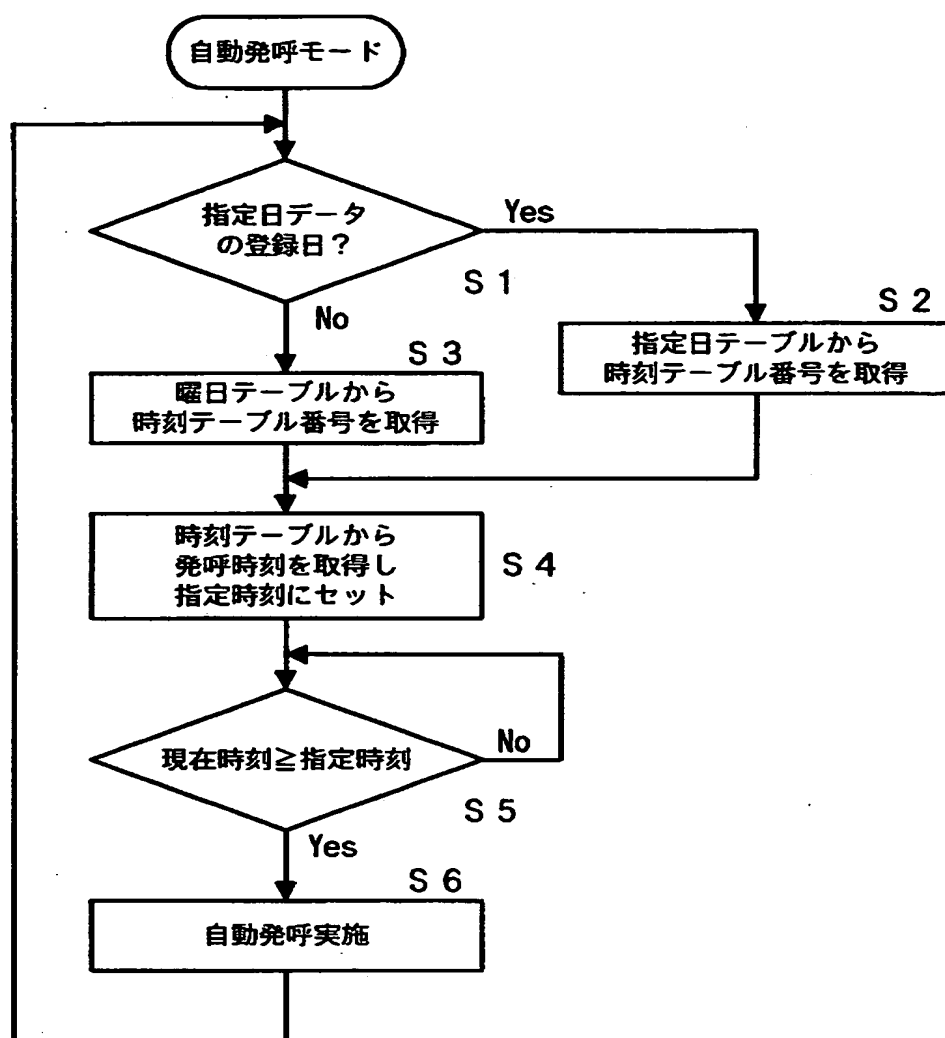 自動発呼モード
指定日データ
の登録日？
Yes
S 1
No
S 2
指定日テーブルから
時刻テーブル番号を取得
S 3
曜日テーブルから
時刻テーブル番号を取得
時刻テーブルから
発呼時刻を取得し
指定時刻にセット
S 4
現在時刻≧指定時刻
No
S 5
Yes
S 6
自動発呼実施